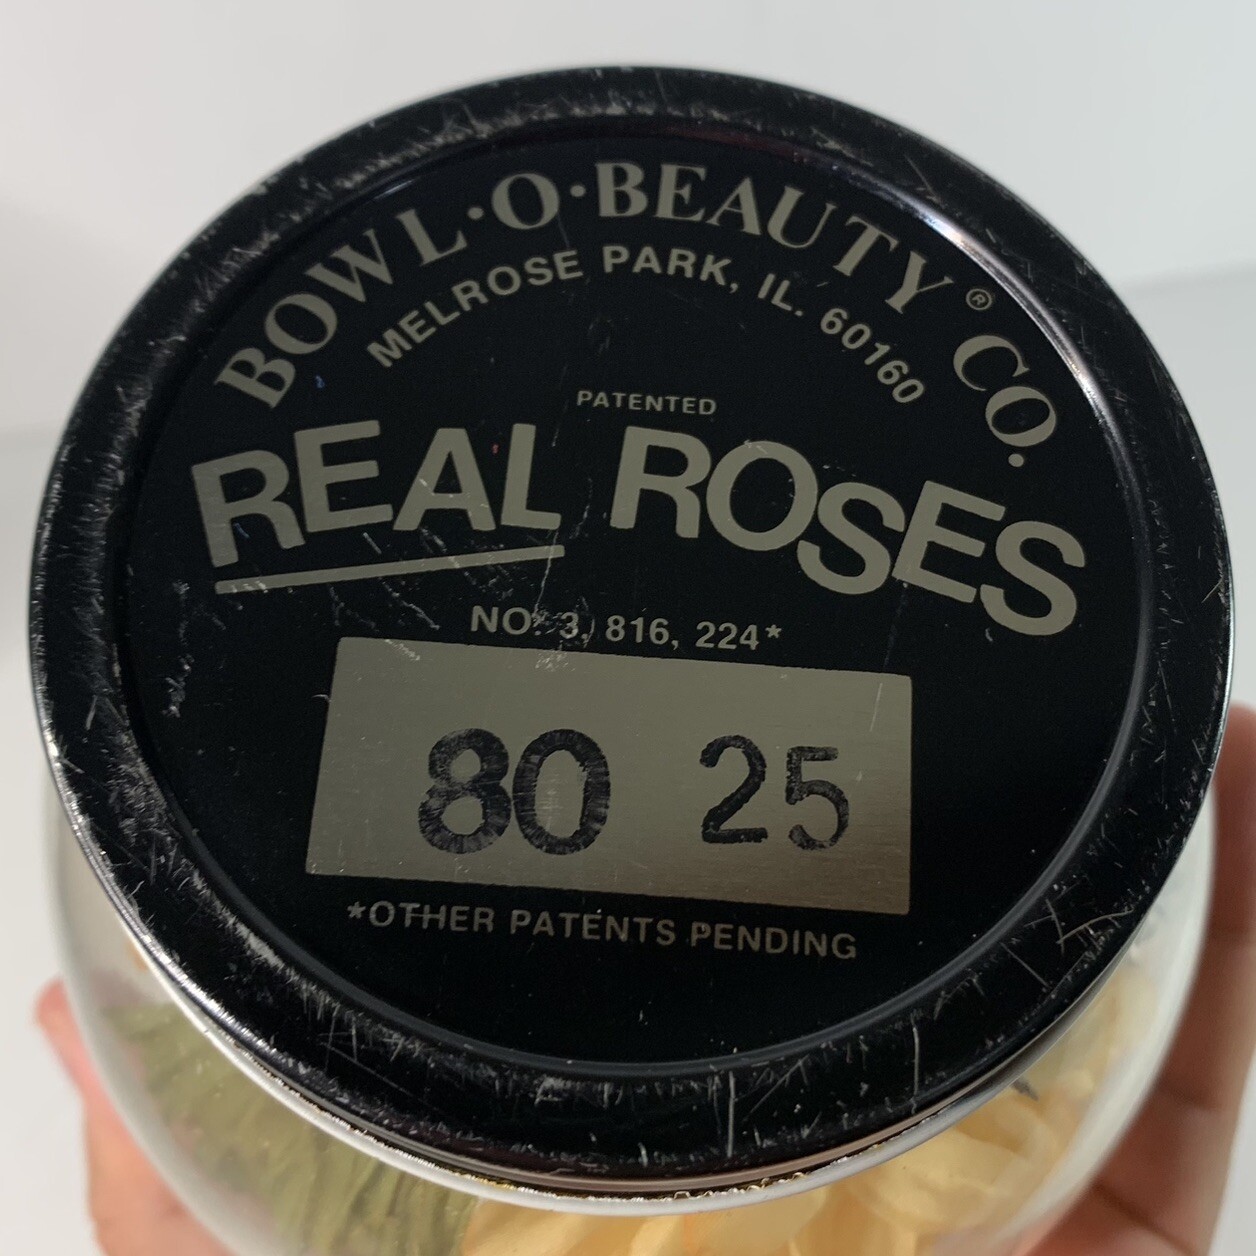 BOWL·O·BEAUTY® CO.
MELROSE PARK, IL. 60160
PATENTED
REAL ROSES
NO. 3, 816, 224*
80 25
*OTHER PATENTS PENDING